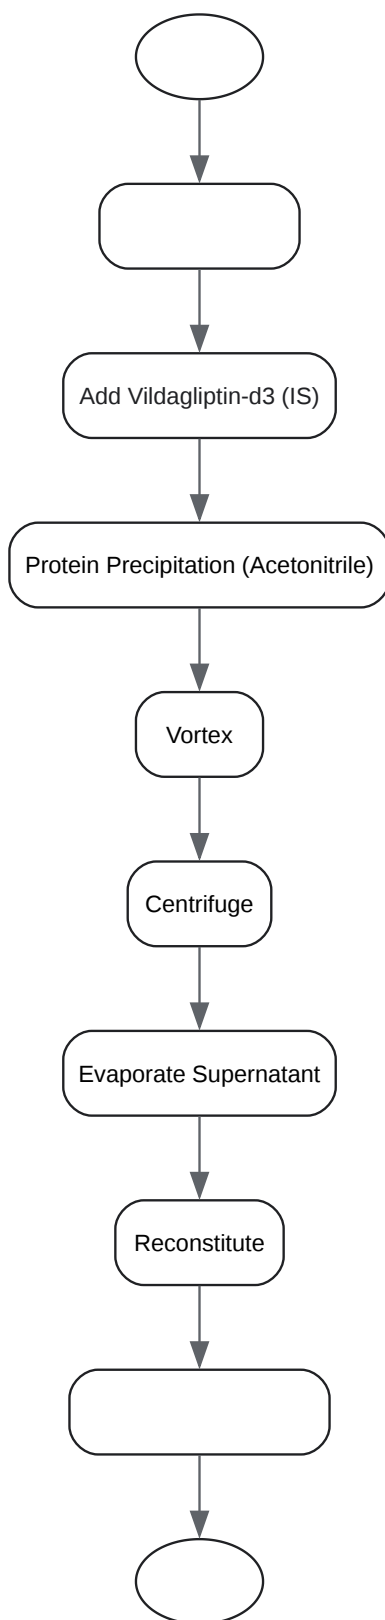 Add Vildagliptin-d3 (IS)
Protein Precipitation (Acetonitrile)
Vortex
Centrifuge
Evaporate Supernatant
Reconstitute